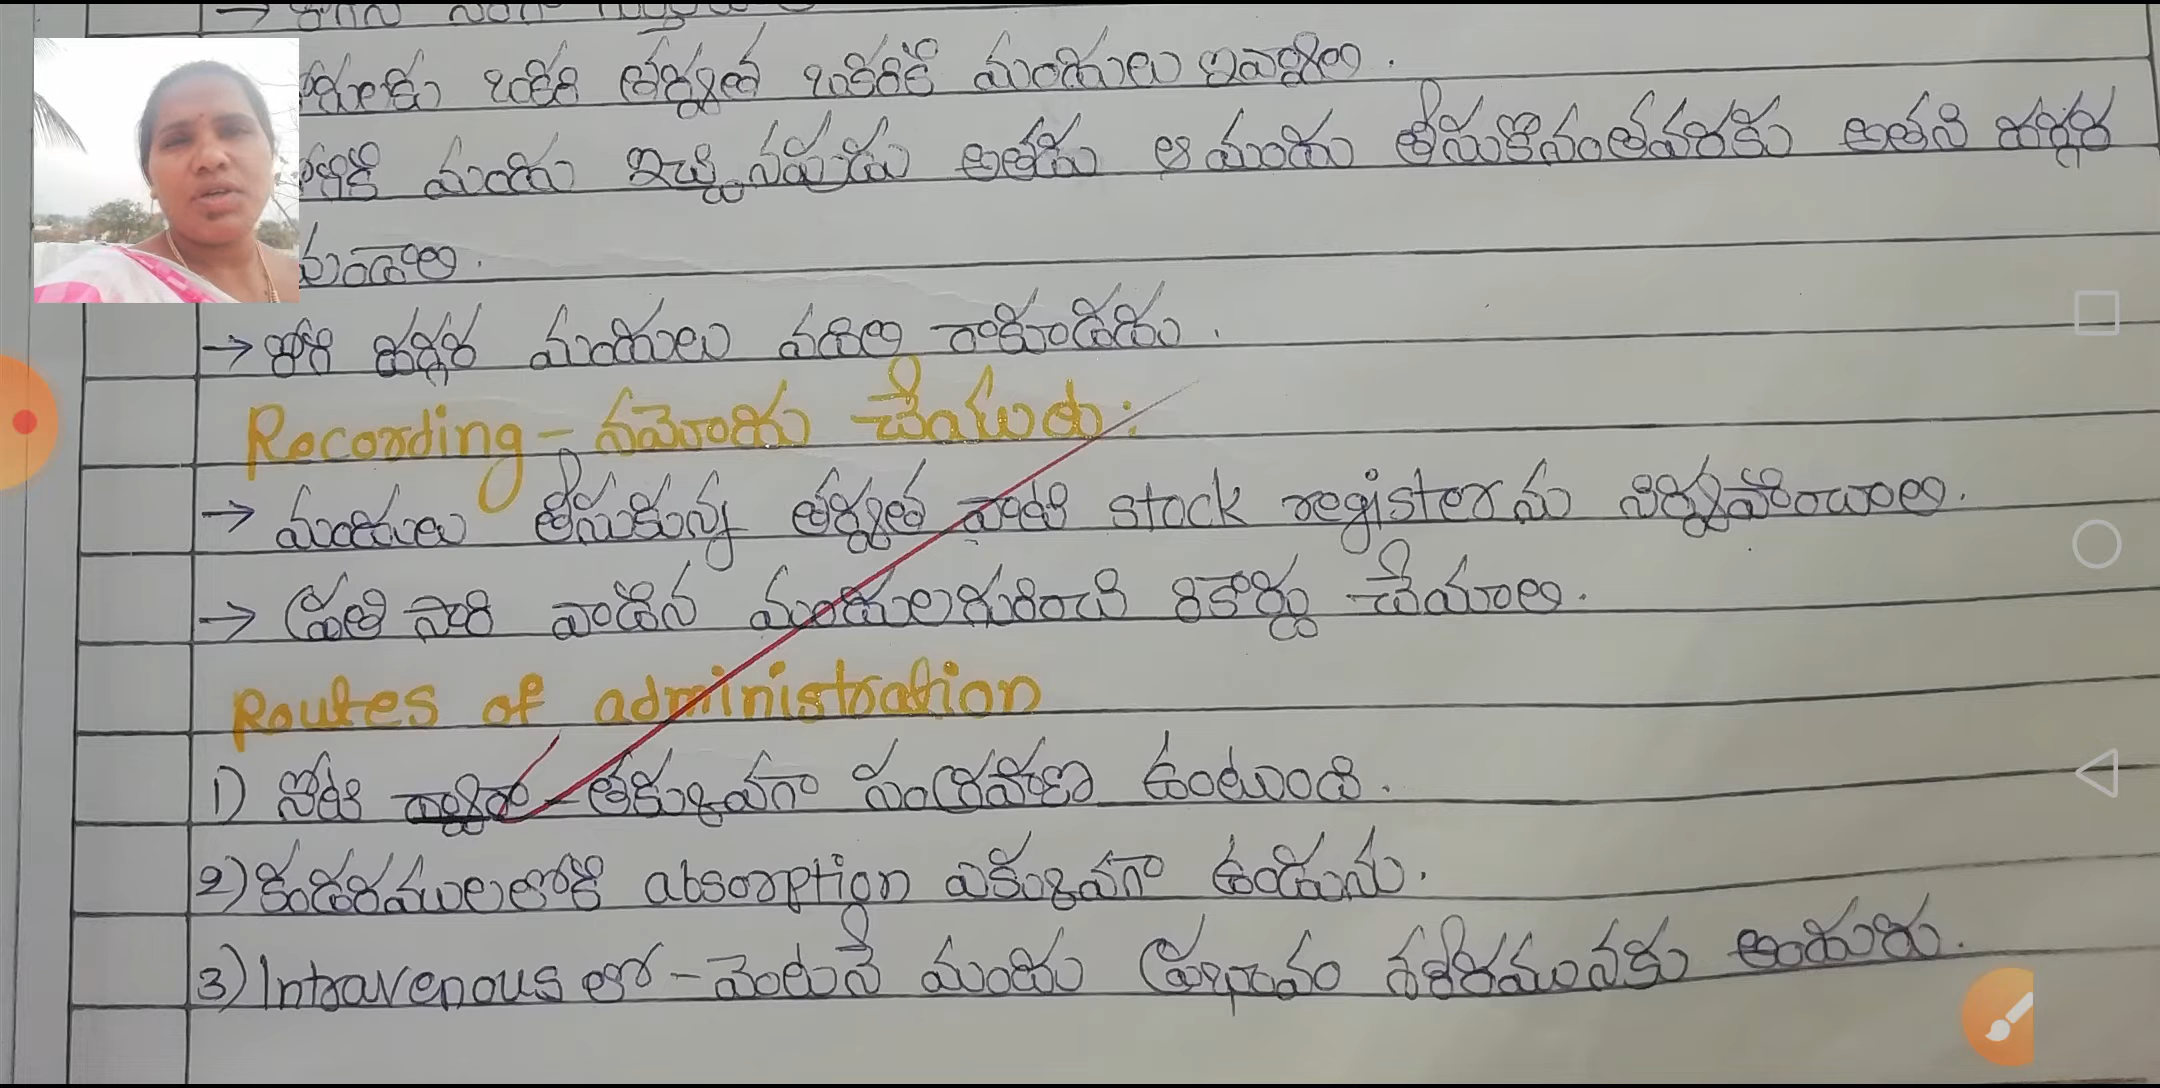 ఒకరి తర్వాత ఒకరికి మందులు ఇవ్వాలి.
మందు ఇచ్చినపుడు అతడు ఆ మందు తీసుకొనంతవరకు అతని దగ్గర
వుండాలి.
→ రోగి దగ్గర మందులు వదిలి రాకూడదు.
Recording - నమోదు చేయుట:
→ మందులు తీసుకున్న తర్వాత వాటికి stock register ను నిర్వహించాలి.
→ ప్రతి సారి వాడిన మందులగురించి రికార్డు చేయాలి.
Routes of administration
1) నోటి ద్వారా - తక్కువగా సంగ్రహణ ఉంటుంది.
2) కండరములలోకి absorption ఎక్కువగా ఉండును.
3) Intravenous లో - వెంటనే మందు ప్రభావం శరీరమునకు అందును.